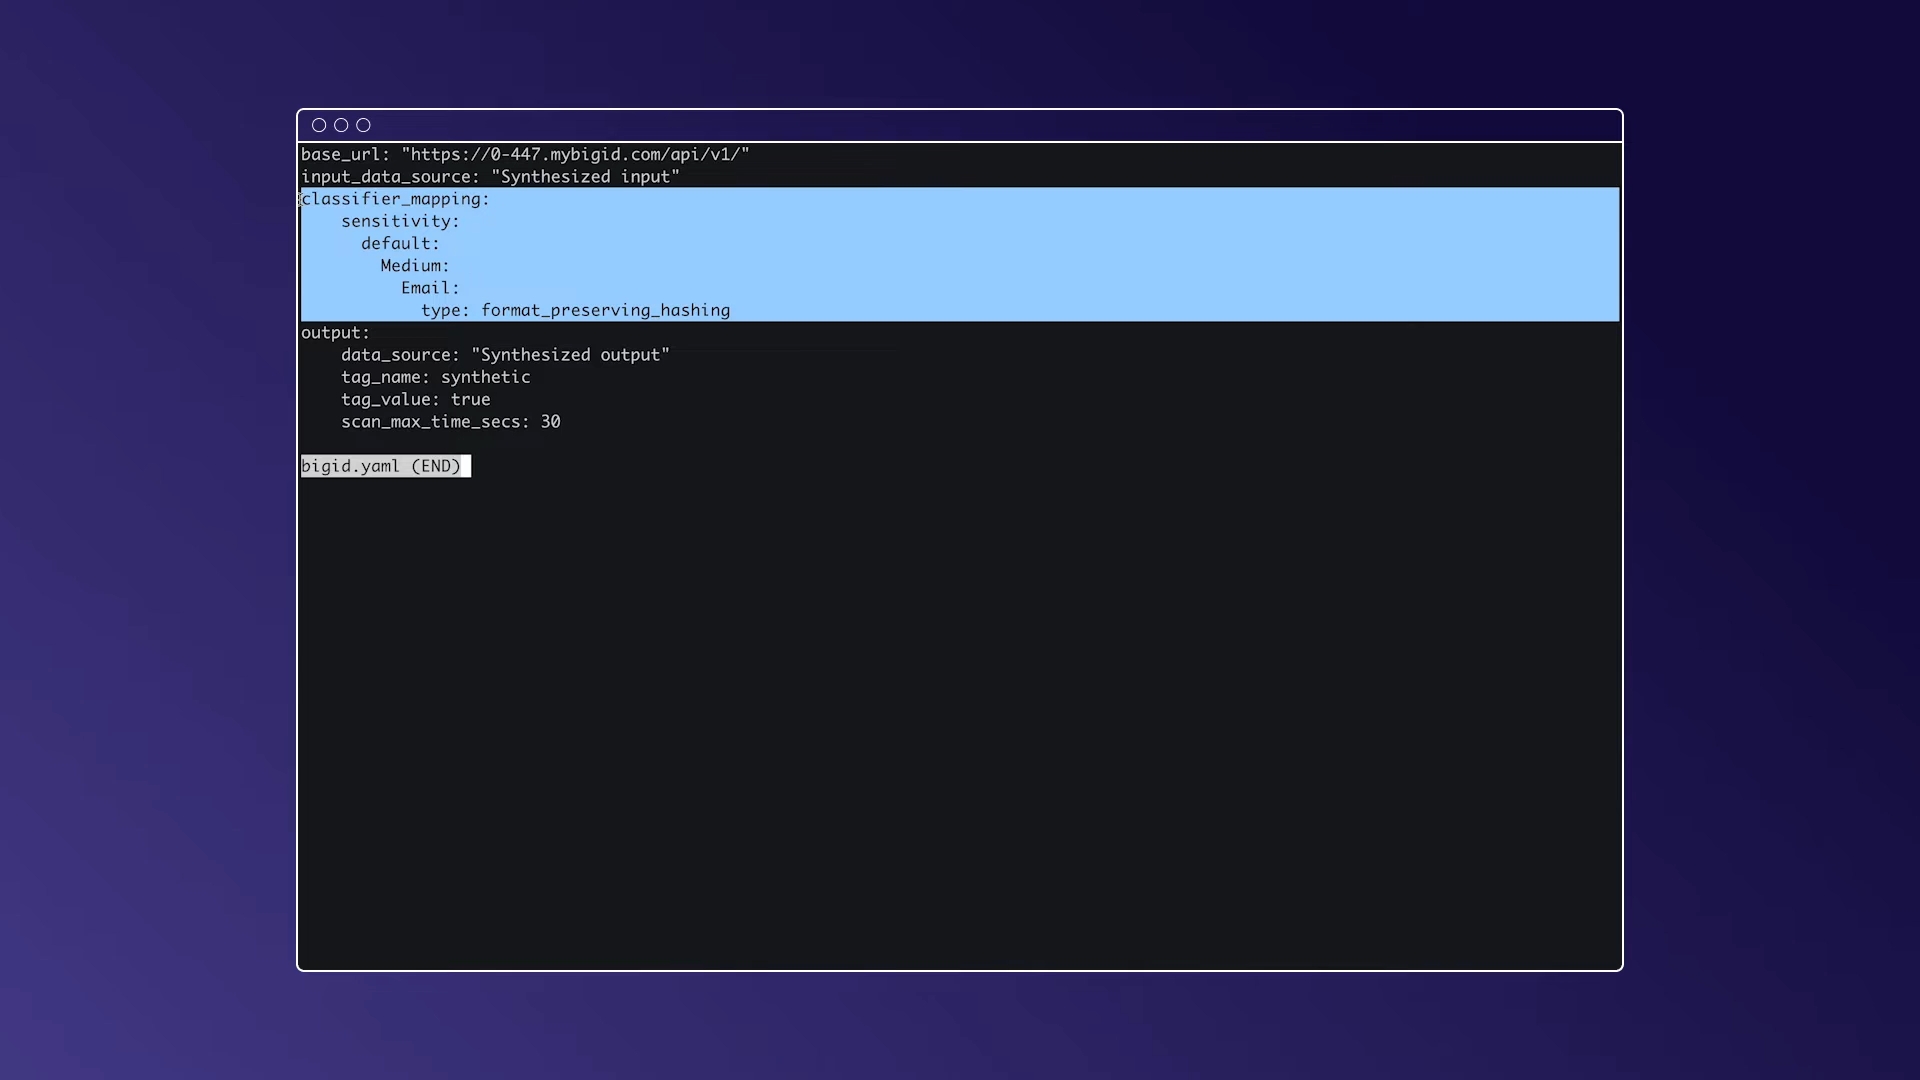 base_url: "https://0-447.mybigid.com/api/v1/"
input_data_source: "Synthesized input"
classifier_mapping:
    sensitivity:
      default:
        Medium:
          Email:
            type: format_preserving_hashing
output:
    data_source: "Synthesized output"
    tag_name: synthetic
    tag_value: true
    scan_max_time_secs: 30
bigid.yaml (END)